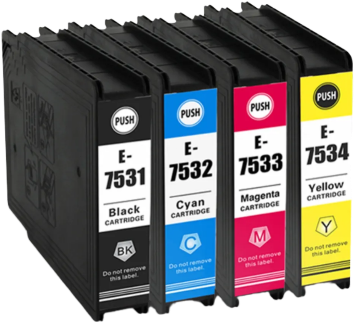 PUSH
E-
7531
Black
CARTRIDGE
BK
Do not remove
this label.
PUSH
E-
7532
Cyan
CARTRIDGE
C
Do not remove
this label.
PUSH
E-
7533
Magenta
CARTRIDGE
M
Do not remove
this label.
PUSH
E-
7534
Yellow
CARTRIDGE
Y
Do not remove
this label.